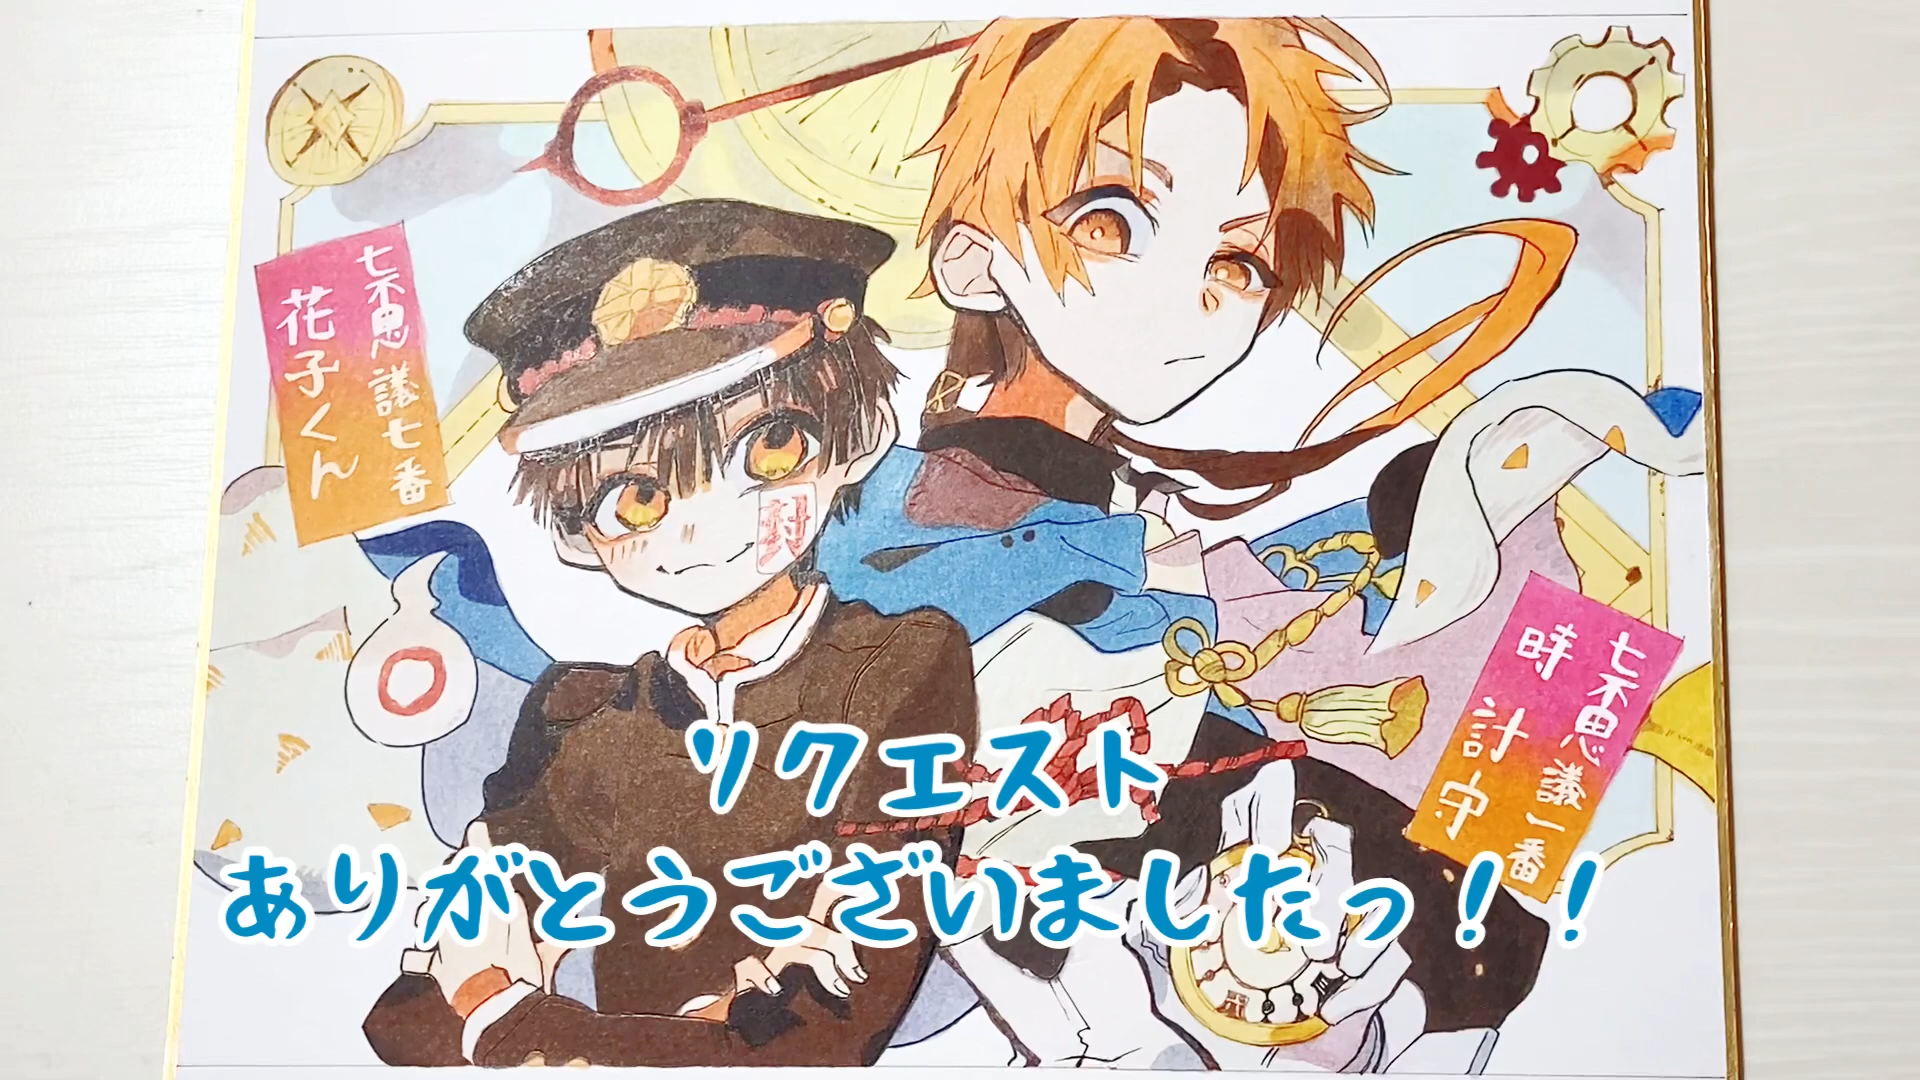 七不思議七番
花子くん
封
七不思議一番
時計守
リクエスト
ありがとうございましたっ！！